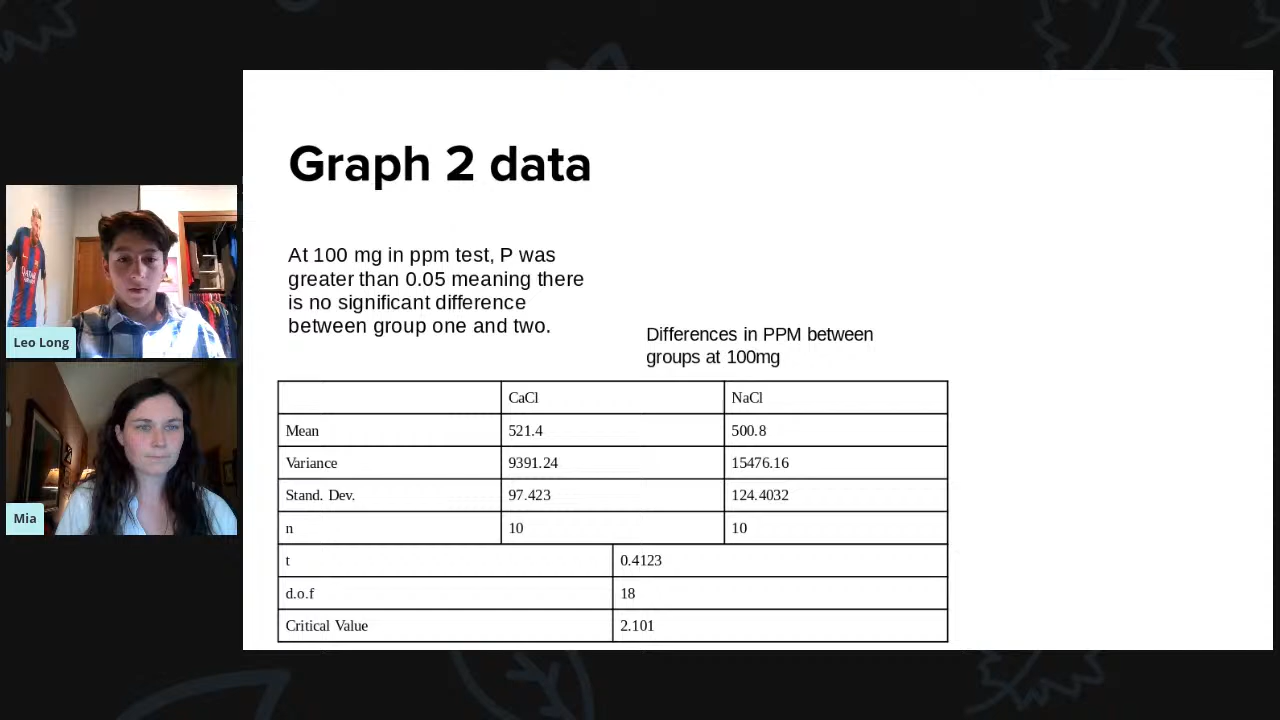 Graph 2 data
At 100 mg in ppm test, P was
greater than 0.05 meaning there
is no significant difference
between group one and two.
Differences in PPM between
groups at 100mg
CaCl NaCl
Mean 521.4 500.8
Variance 9391.24 15476.16
Stand. Dev. 97.423 124.4032
n 10 10
t 0.4123
d.o.f 18
Critical Value 2.101
Leo Long
Mia